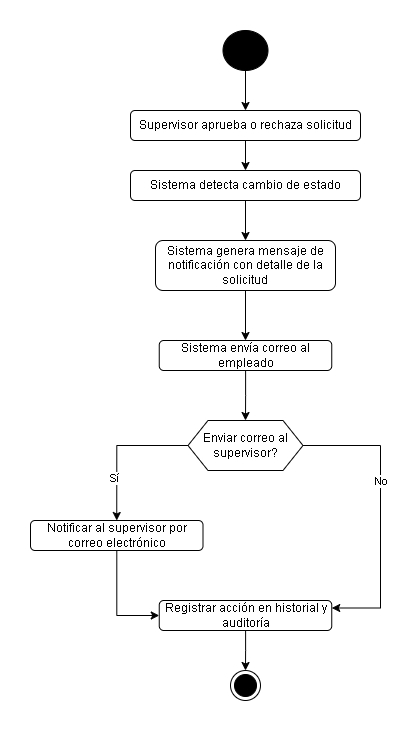 Supervisor aprueba o rechaza solicitud
Sistema detecta cambio de estado
Sistema genera mensaje de
notificación con detalle de la
solicitud
Sistema envía correo al
empleado
Enviar correo al
supervisor?
Sí
No
Notificar al supervisor por
correo electrónico
Registrar acción en historial y
auditoría